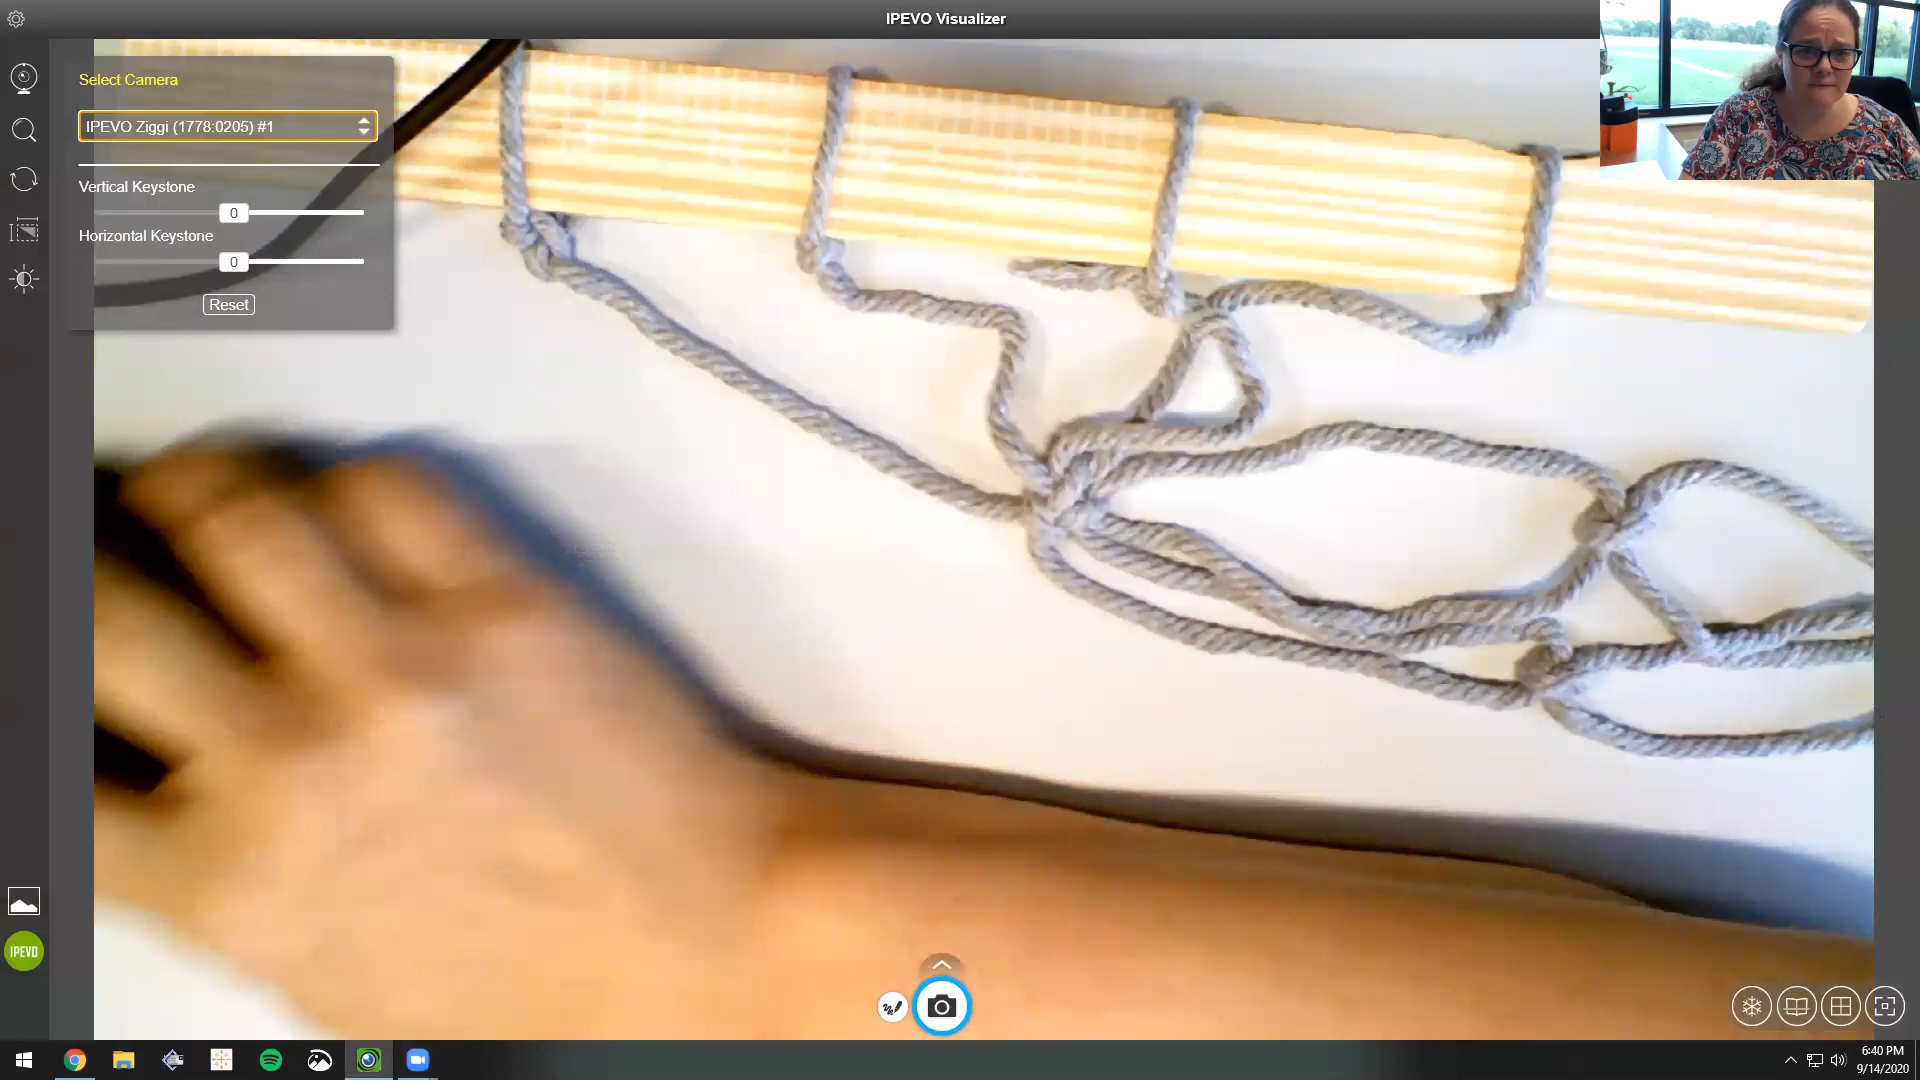 IPEVO Visualizer
Select Camera
IPEVO Ziggi (1778:0205) #1
Vertical Keystone
0
Horizontal Keystone
0
Reset
IPEVO
6:40 PM
9/14/2020